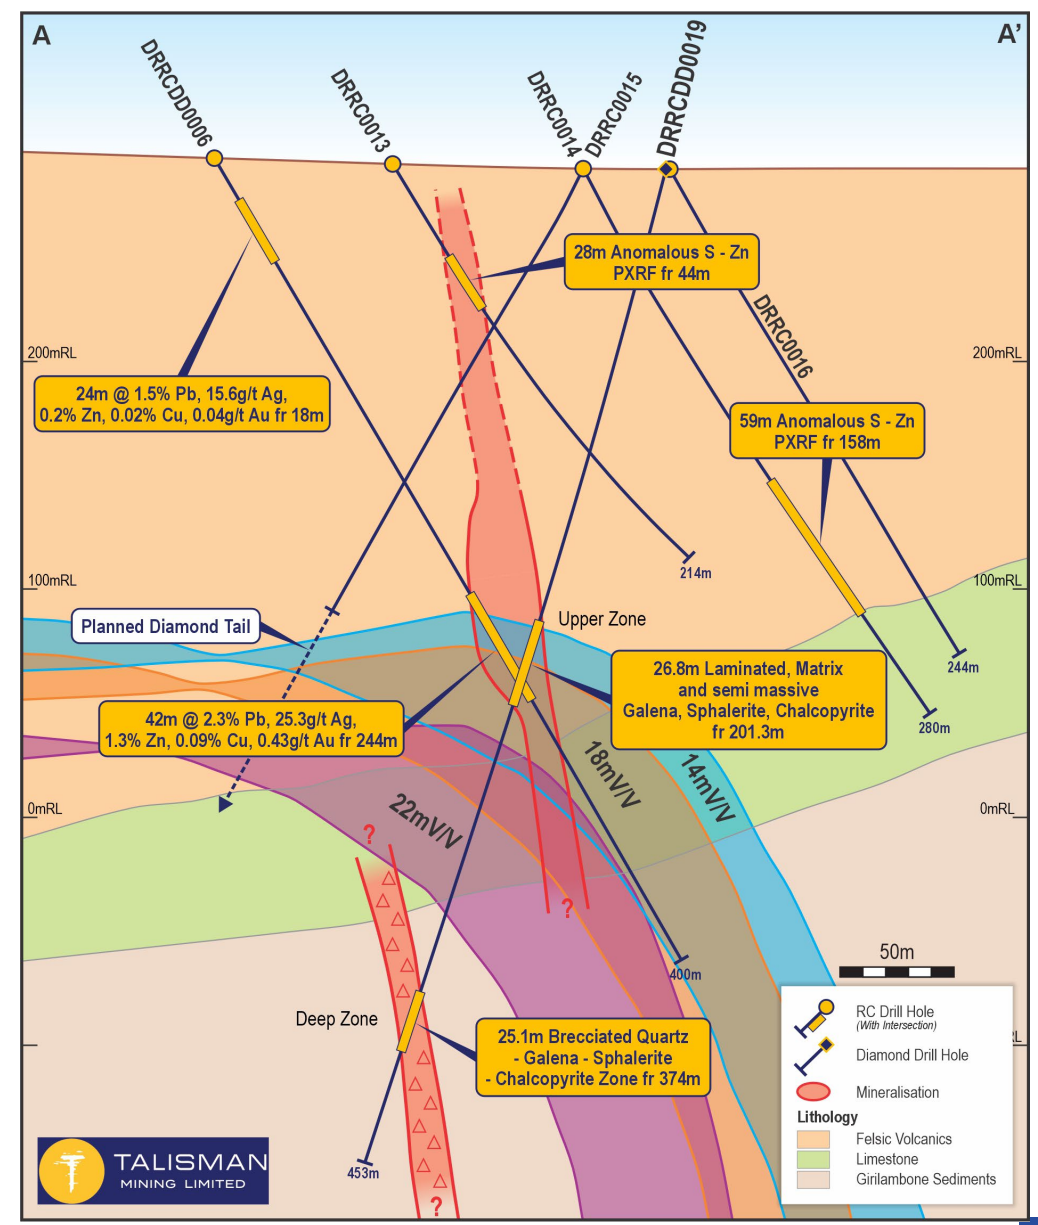 A
A'
DRRCDD0006
DRRC0013
DRRC0014
DRRC0015
DRRCDD0019
28m Anomalous S - Zn
PXRF fr 44m
DRRC0016
200mRL
200mRL
24m @ 1.5% Pb, 15.6g/t Ag,
0.2% Zn, 0.02% Cu, 0.04g/t Au fr 18m
59m Anomalous S - Zn
PXRF fr 158m
214m
100mRL
100mRL
Planned Diamond Tail
Upper Zone
244m
26.8m Laminated, Matrix
and semi massive
Galena, Sphalerite, Chalcopyrite
fr 201.3m
42m @ 2.3% Pb, 25.3g/t Ag,
1.3% Zn, 0.09% Cu, 0.43g/t Au fr 244m
280m
18mV/V
14mV/V
22mV/V
0mRL
0mRL
?
?
50m
400m
Deep Zone
25.1m Brecciated Quartz
- Galena - Sphalerite
- Chalcopyrite Zone fr 374m
RC Drill Hole
(With Intersection)
Diamond Drill Hole
Mineralisation
Lithology
Felsic Volcanics
Limestone
Girilambone Sediments
453m
?
TALISMAN
MINING LIMITED